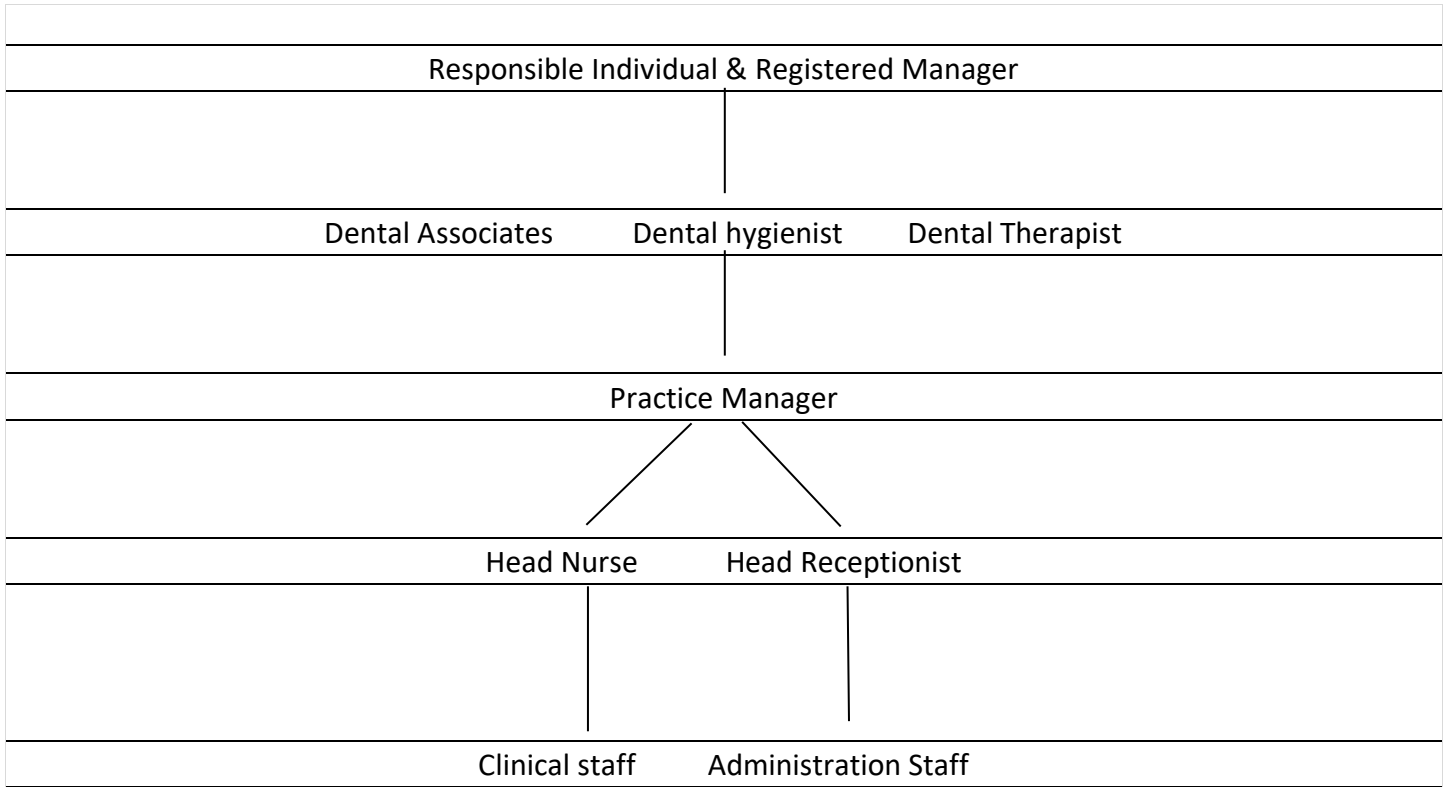 Responsible Individual & Registered Manager
Dental Associates Dental hygienist Dental Therapist
Practice Manager
Head Nurse Head Receptionist
Clinical staff Administration Staff